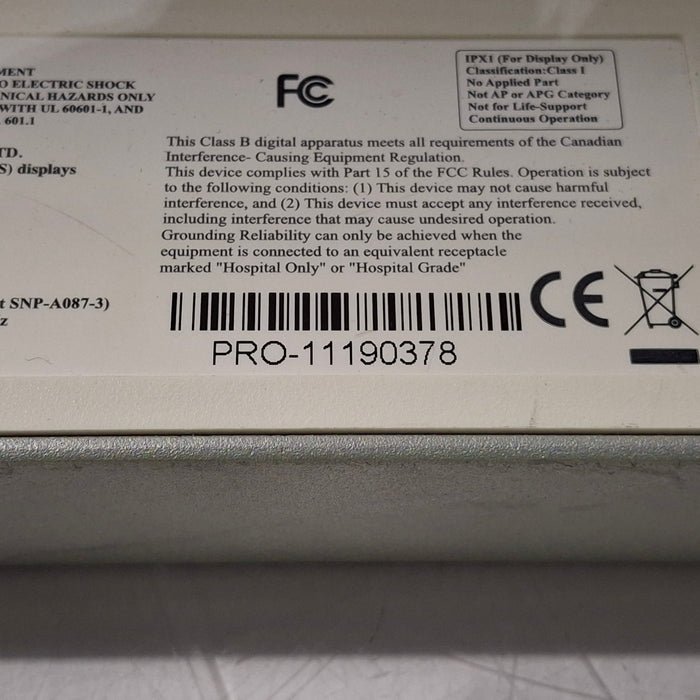 MENT
O ELECTRIC SHOCK
NICAL HAZARDS ONLY
WITH UL 60601-1, AND
601.1
TD.
S) displays
t SNP-A087-3)
z
FC
IPX1 (For Display Only)
Classification:Class I
No Applied Part
Not AP or APG Category
Not for Life-Support
Continuous Operation
This Class B digital apparatus meets all requirements of the Canadian
Interference- Causing Equipment Regulation.
This device complies with Part 15 of the FCC Rules. Operation is subject
to the following conditions: (1) This device may not cause harmful
interference, and (2) This device must accept any interference received,
including interference that may cause undesired operation.
Grounding Reliability can only be achieved when the
equipment is connected to an equivalent receptacle
marked "Hospital Only" or "Hospital Grade"
CE
PRO-11190378